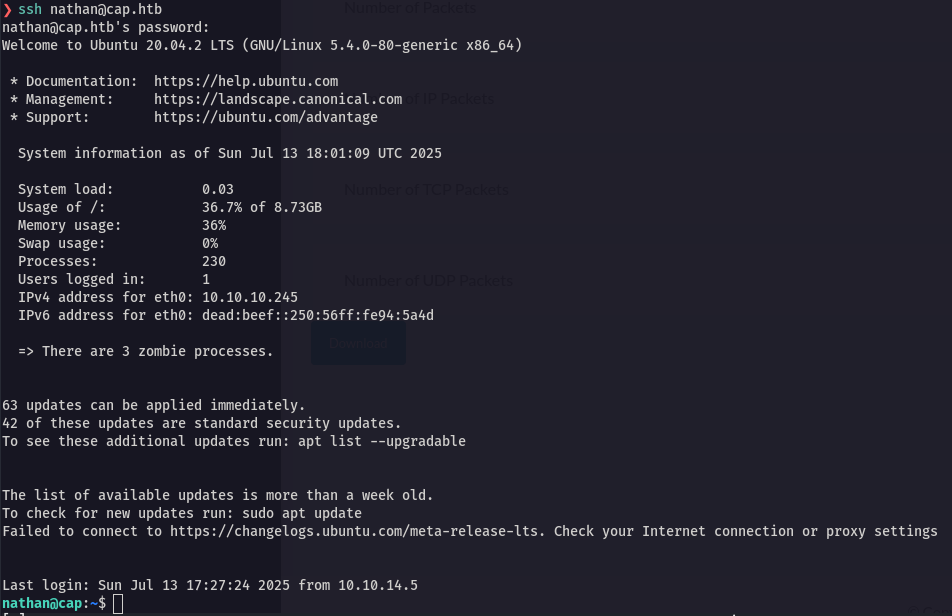 ❯ ssh nathan@cap.htb
Number of Packets
nathan@cap.htb's password:
Welcome to Ubuntu 20.04.2 LTS (GNU/Linux 5.4.0-80-generic x86_64)
* Documentation:  https://help.ubuntu.com
* Management:     https://landscape.canonical.com
of IP Packets
* Support:        https://ubuntu.com/advantage
System information as of Sun Jul 13 18:01:09 UTC 2025
System load:           0.03
Number of TCP Packets
Usage of /:            36.7% of 8.73GB
Memory usage:          36%
Swap usage:            0%
Processes:             230
Users logged in:       1
Number of UDP Packets
IPv4 address for eth0: 10.10.10.245
IPv6 address for eth0: dead:beef::250:56ff:fe94:5a4d
Download
=> There are 3 zombie processes.
63 updates can be applied immediately.
42 of these updates are standard security updates.
To see these additional updates run: apt list --upgradable
The list of available updates is more than a week old.
To check for new updates run: sudo apt update
Failed to connect to https://changelogs.ubuntu.com/meta-release-lts. Check your Internet connection or proxy settings
Last login: Sun Jul 13 17:27:24 2025 from 10.10.14.5
nathan@cap:~$